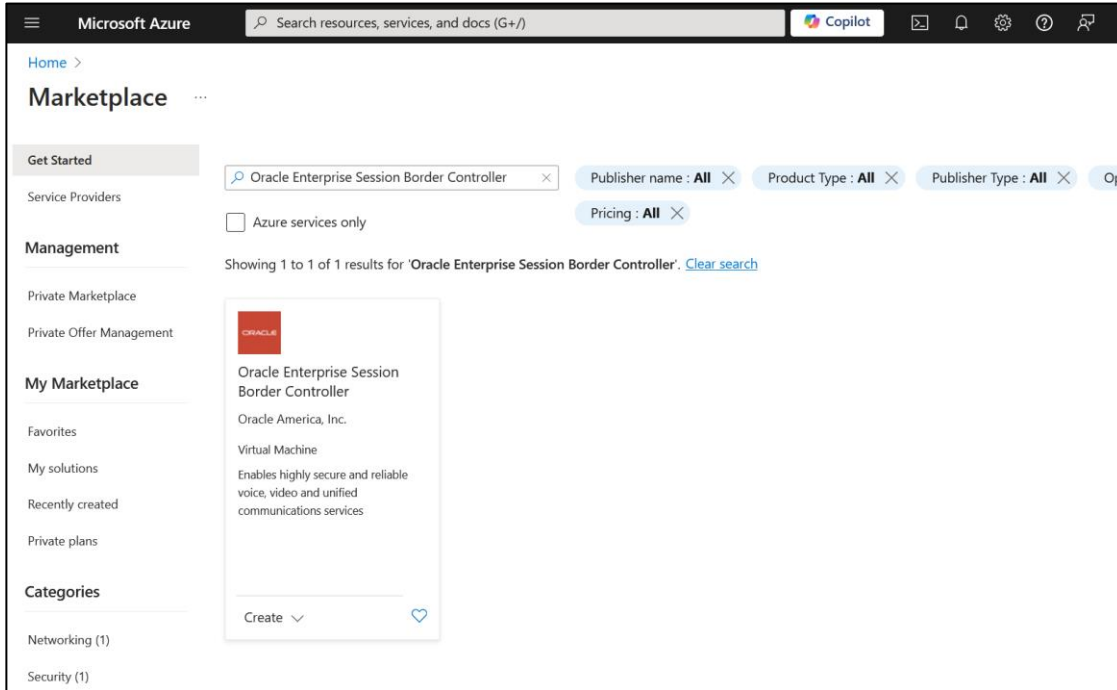 Microsoft Azure
Search resources, services, and docs (G+/)
Copilot
Home >
Marketplace ...
Get Started
Service Providers
Management
Private Marketplace
Private Offer Management
My Marketplace
Favorites
My solutions
Recently created
Private plans
Categories
Networking (1)
Security (1)
Oracle Enterprise Session Border Controller
Publisher name : All
Product Type : All
Publisher Type : All
Op
Azure services only
Pricing : All
Showing 1 to 1 of 1 results for 'Oracle Enterprise Session Border Controller'. Clear search
ORACLE
Oracle Enterprise Session
Border Controller
Oracle America, Inc.
Virtual Machine
Enables highly secure and reliable
voice, video and unified
communications services
Create